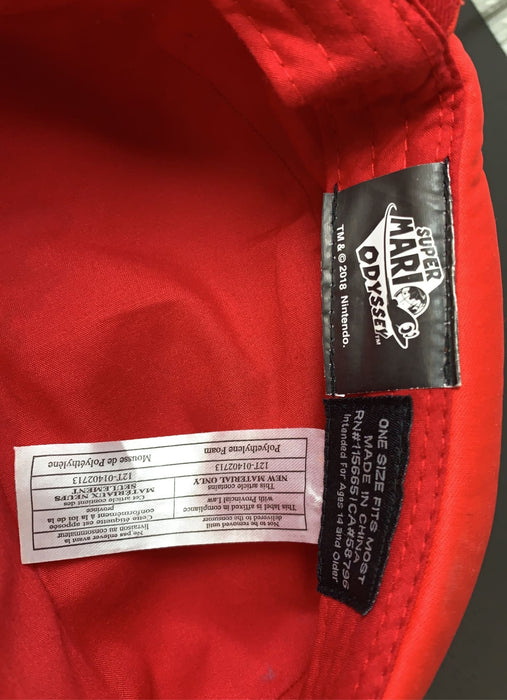 SUPER
MARIO
ODYSSEY™
TM & © 2018 Nintendo.
ONE SIZE FITS MOST
MADE IN CHINA
RN#115665|CA#58796
Intended For Ages 14 and Older
Not to be removed until
delivered to the consumer
This label is affixed in compliance
with Provincial Law
This article contains
NEW MATERIAL ONLY
12T-01402713
Polyethylene Foam
Ne pas enlever avant la
livraison au consommateur
Cette étiquette est apposée
conformément à la loi de la
province
Cet article contient des
MATÉRIAUX NEUFS
SEULEMENT
12T-01402713
Mousse de Polyéthylène